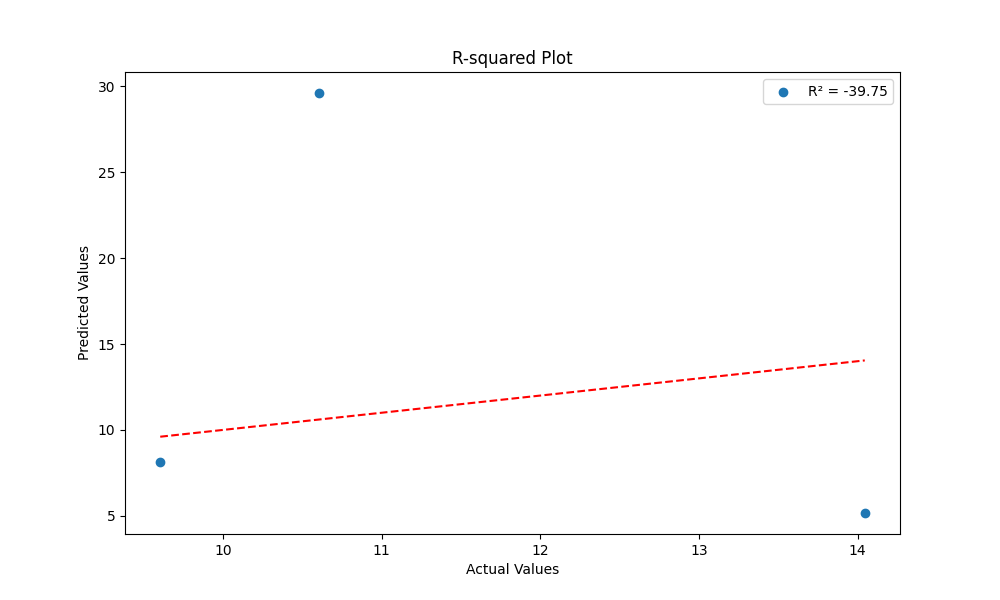 R-squared Plot
R² = -39.75
30
25
20
15
10
5
Predicted Values
10
11
12
13
14
Actual Values